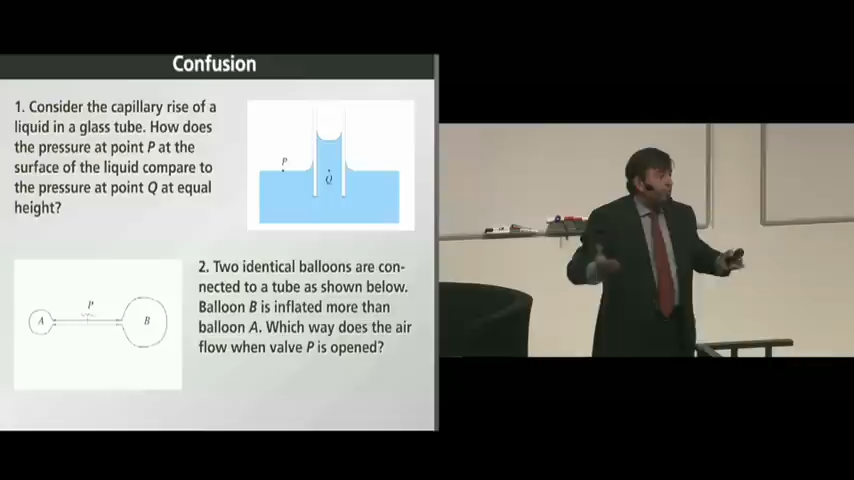 Confusion
1. Consider the capillary rise of a
liquid in a glass tube. How does
the pressure at point P at the
surface of the liquid compare to
the pressure at point Q at equal
height?
P
Q
2. Two identical balloons are con-
nected to a tube as shown below.
Balloon B is inflated more than
balloon A. Which way does the air
flow when valve P is opened?
P
A
B